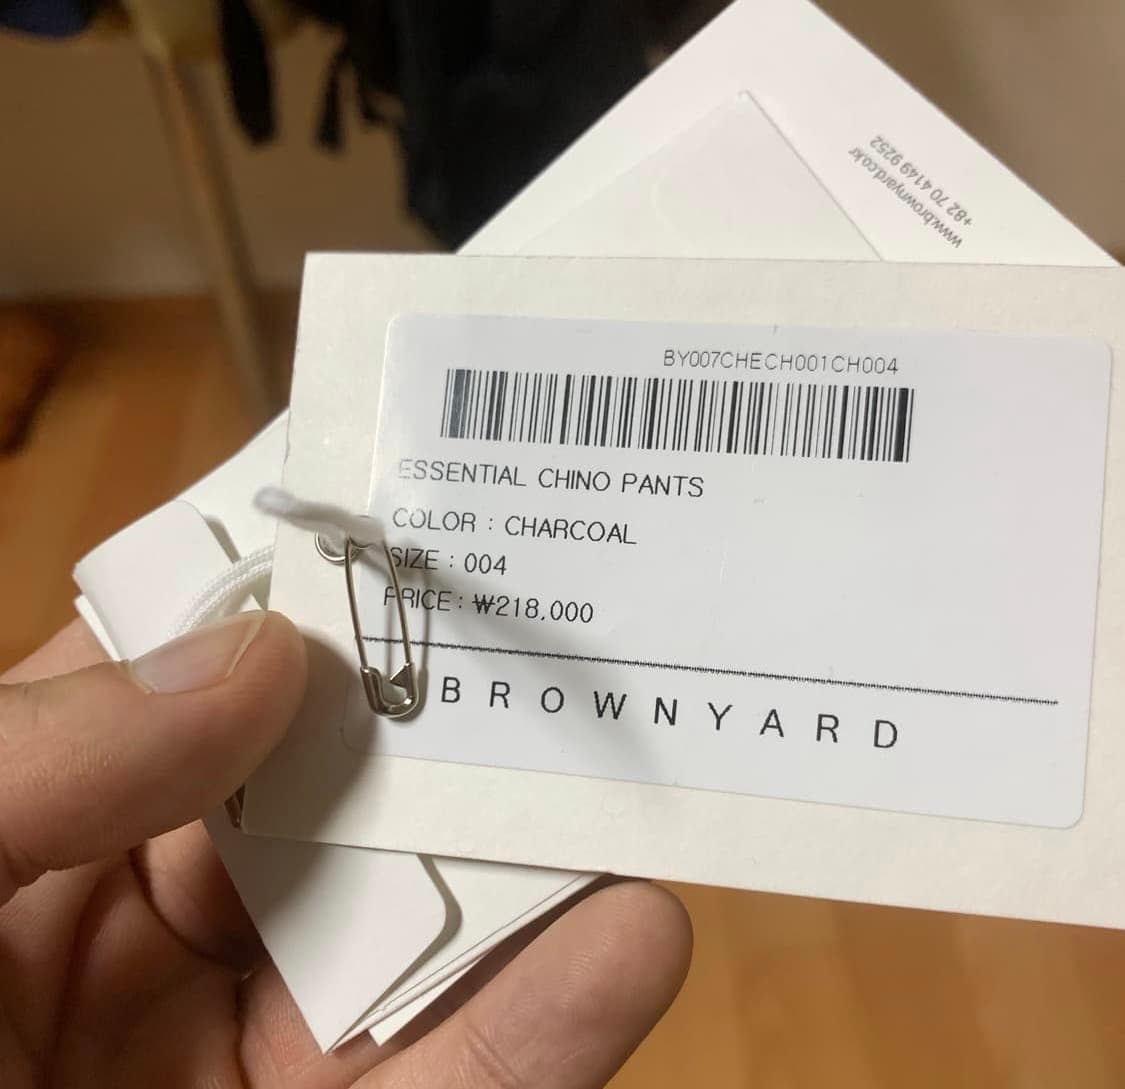 www.brownyard.co.kr
+82 70 4149 9252
BY007CHECH001CH004
ESSENTIAL CHINO PANTS
COLOR : CHARCOAL
SIZE : 004
PRICE : ₩218,000
BROWNYARD